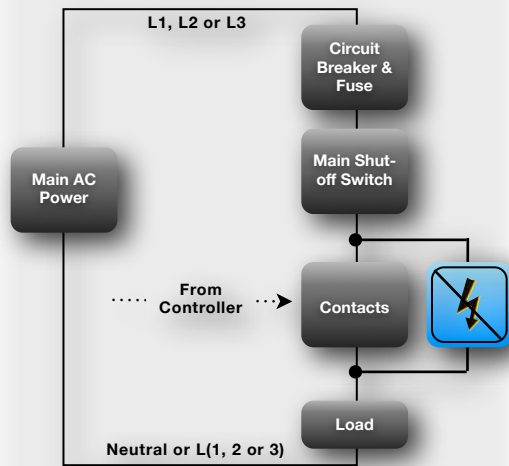 L1, L2 or L3
Circuit
Breaker &
Fuse
Main Shut-
off Switch
Main AC
Power
From
Controller
Contacts
Load
Neutral or L(1, 2 or 3)